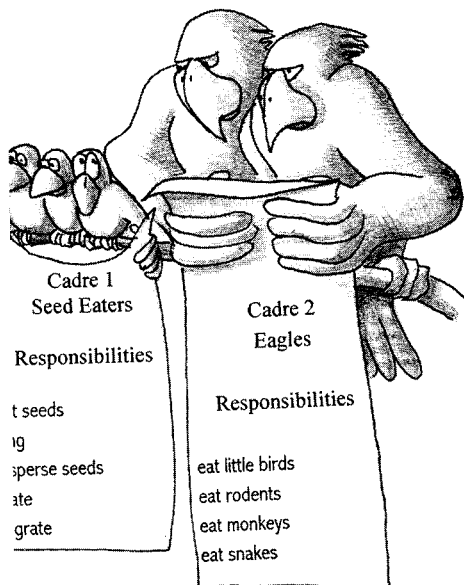 Cadre 1
Seed Eaters
Responsibilities
t seeds
ng
sperse seeds
ate
grate
Cadre 2
Eagles
Responsibilities
eat little birds
eat rodents
eat monkeys
eat snakes